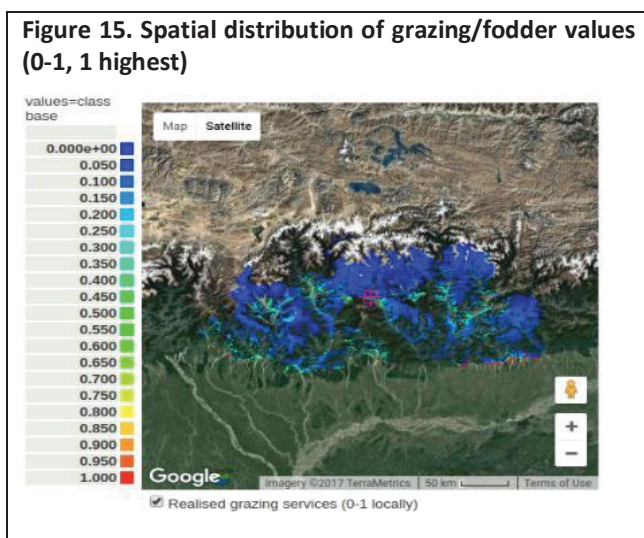 Figure 15. Spatial distribution of grazing/fodder values
(0-1, 1 highest)
values=class
base
Map Satellite
0.000e+00
0.050
0.100
0.150
0.200
0.250
0.300
0.350
0.400
0.450
0.500
0.550
0.600
0.650
0.700
0.750
0.800
0.850
0.900
0.950
1.000
+
−
Google
Imagery ©2017 TerraMetrics
50 km
Terms of Use
Realised grazing services (0-1 locally)